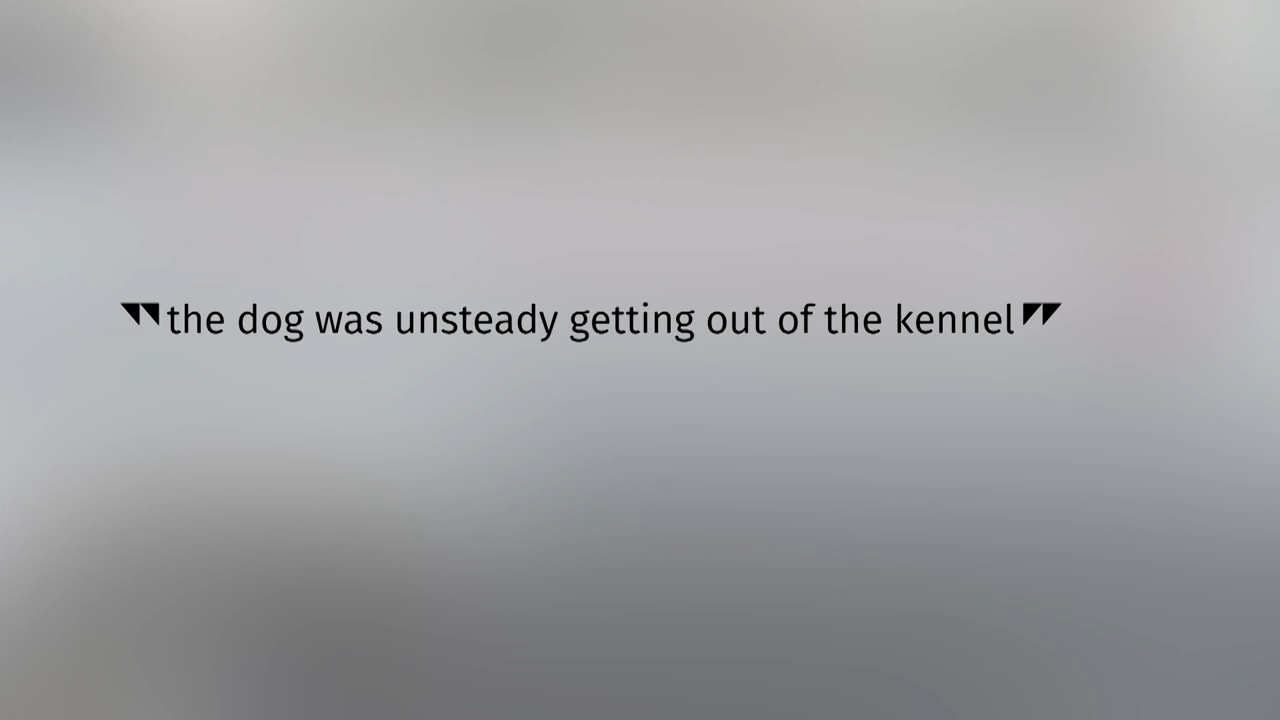 "the dog was unsteady getting out of the kennel"